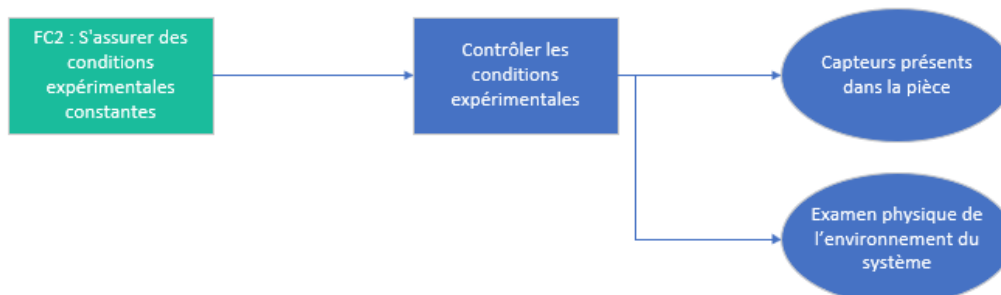 FC2 : S'assurer des
conditions
expérimentales
constantes
Contrôler les
conditions
expérimentales
Capteurs présents
dans la pièce
Examen physique de
l’environnement du
système